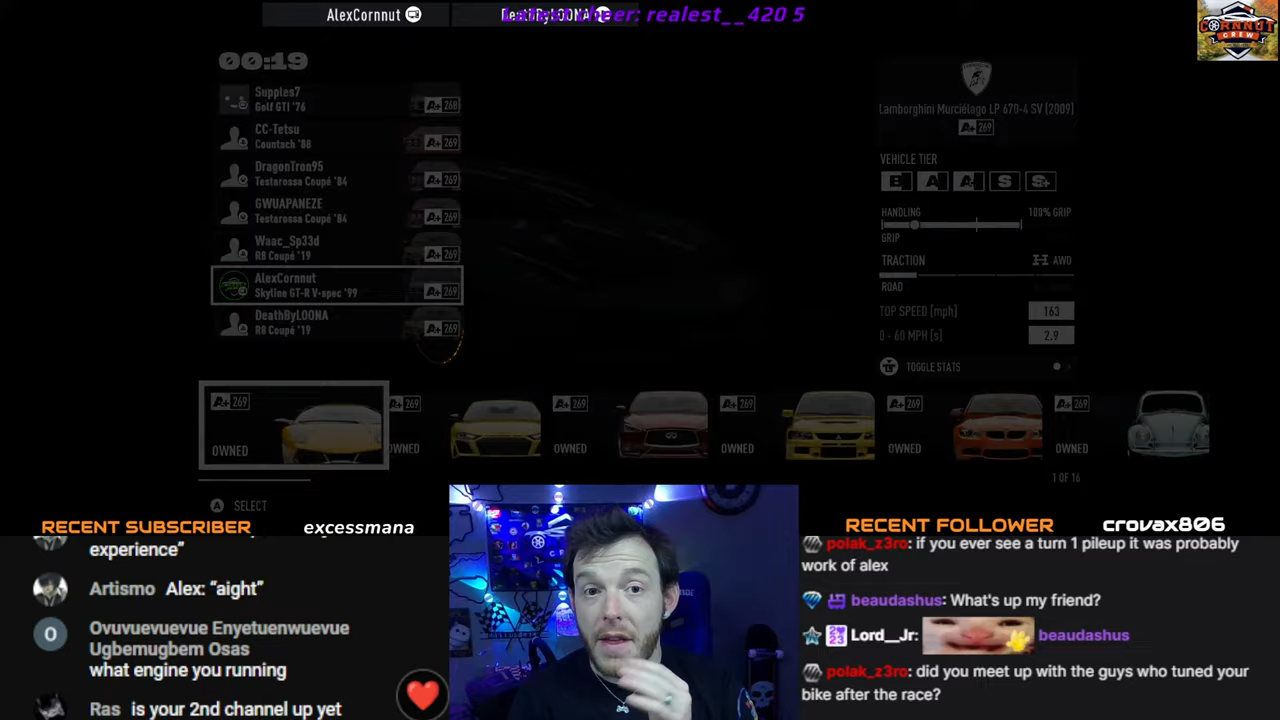 AlexCornnut
DeathByLOONA
Latest cheer: realest__420 5
CORNNUT
CREW
00:19
Supples7
Golf GTI '76
A+ 268
CC-Tetsu
Countach '88
A+ 269
DragonTron95
Testarossa Coupé '84
A+ 269
GWUAPANEZE
Testarossa Coupé '84
A+ 269
Waac_Sp33d
R8 Coupé '19
A+ 269
AlexCornnut
Skyline GT-R V•spec '99
A+ 269
DeathByLOONA
R8 Coupé '19
A+ 269
Lamborghini Murciélago LP 670-4 SV (2009)
A+ 269
VEHICLE TIER
B A A+ S S+
HANDLING 100% GRIP
GRIP
TRACTION AWD
ROAD
TOP SPEED [mph] 163
0 - 60 MPH [s] 2.9
TOGGLE STATS
A+ 269 A+ 269 A+ 269 A+ 269 A+ 269 A+ 269
OWNED OWNED OWNED OWNED OWNED OWNED
1 OF 16
A SELECT
RECENT SUBSCRIBER excessmana
RECENT FOLLOWER crovax806
experience”
Artismo Alex: “aight”
O Ovuvuevuevue Enyetuenwuevue
Ugbemugbem Osas
what engine you running
Ras is your 2nd channel up yet
polak_z3ro: if you ever see a turn 1 pileup it was probably
work of alex
beaudashus: What's up my friend?
Lord__Jr: beaudashus
polak_z3ro: did you meet up with the guys who tuned your
bike after the race?